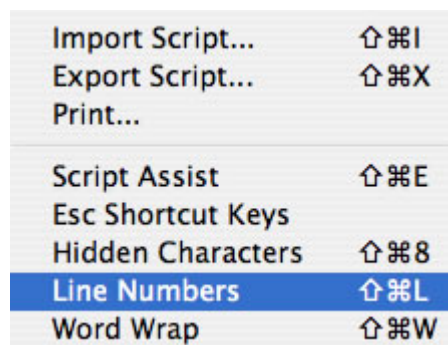 Import Script... ⇧⌘I
Export Script... ⇧⌘X
Print...
Script Assist ⇧⌘E
Esc Shortcut Keys
Hidden Characters ⇧⌘8
Line Numbers ⇧⌘L
Word Wrap ⇧⌘W